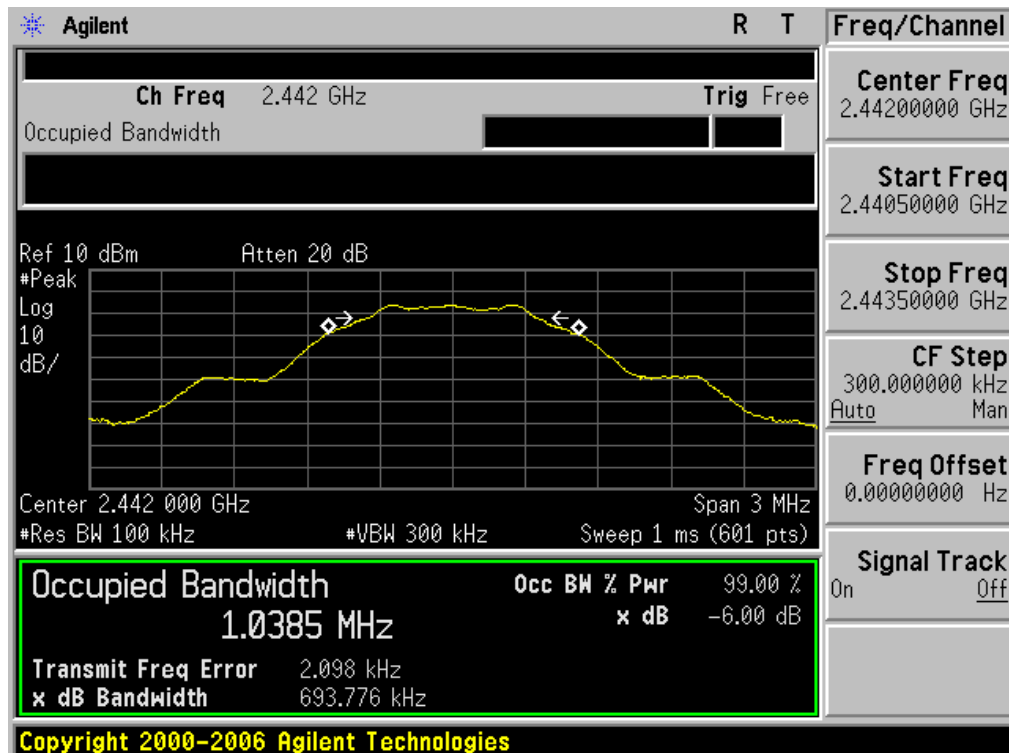 Agilent R T
Freq/Channel
Ch Freq 2.442 GHz Trig Free
Occupied Bandwidth
Center Freq
2.44200000 GHz
Start Freq
2.44050000 GHz
Stop Freq
2.44350000 GHz
CF Step
300.000000 kHz
Auto Man
Freq Offset
0.00000000 Hz
Signal Track
On Off
Ref 10 dBm Atten 20 dB
#Peak
Log
10
dB/
Center 2.442 000 GHz Span 3 MHz
#Res BW 100 kHz #VBW 300 kHz Sweep 1 ms (601 pts)
Occupied Bandwidth Occ BW % Pwr 99.00 %
1.0385 MHz x dB -6.00 dB
Transmit Freq Error 2.098 kHz
x dB Bandwidth 693.776 kHz
Copyright 2000-2006 Agilent Technologies